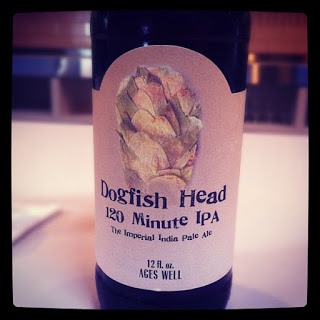 Dogfish Head
120 Minute IPA
The Imperial India Pale Ale
12 fl. oz.
AGES WELL